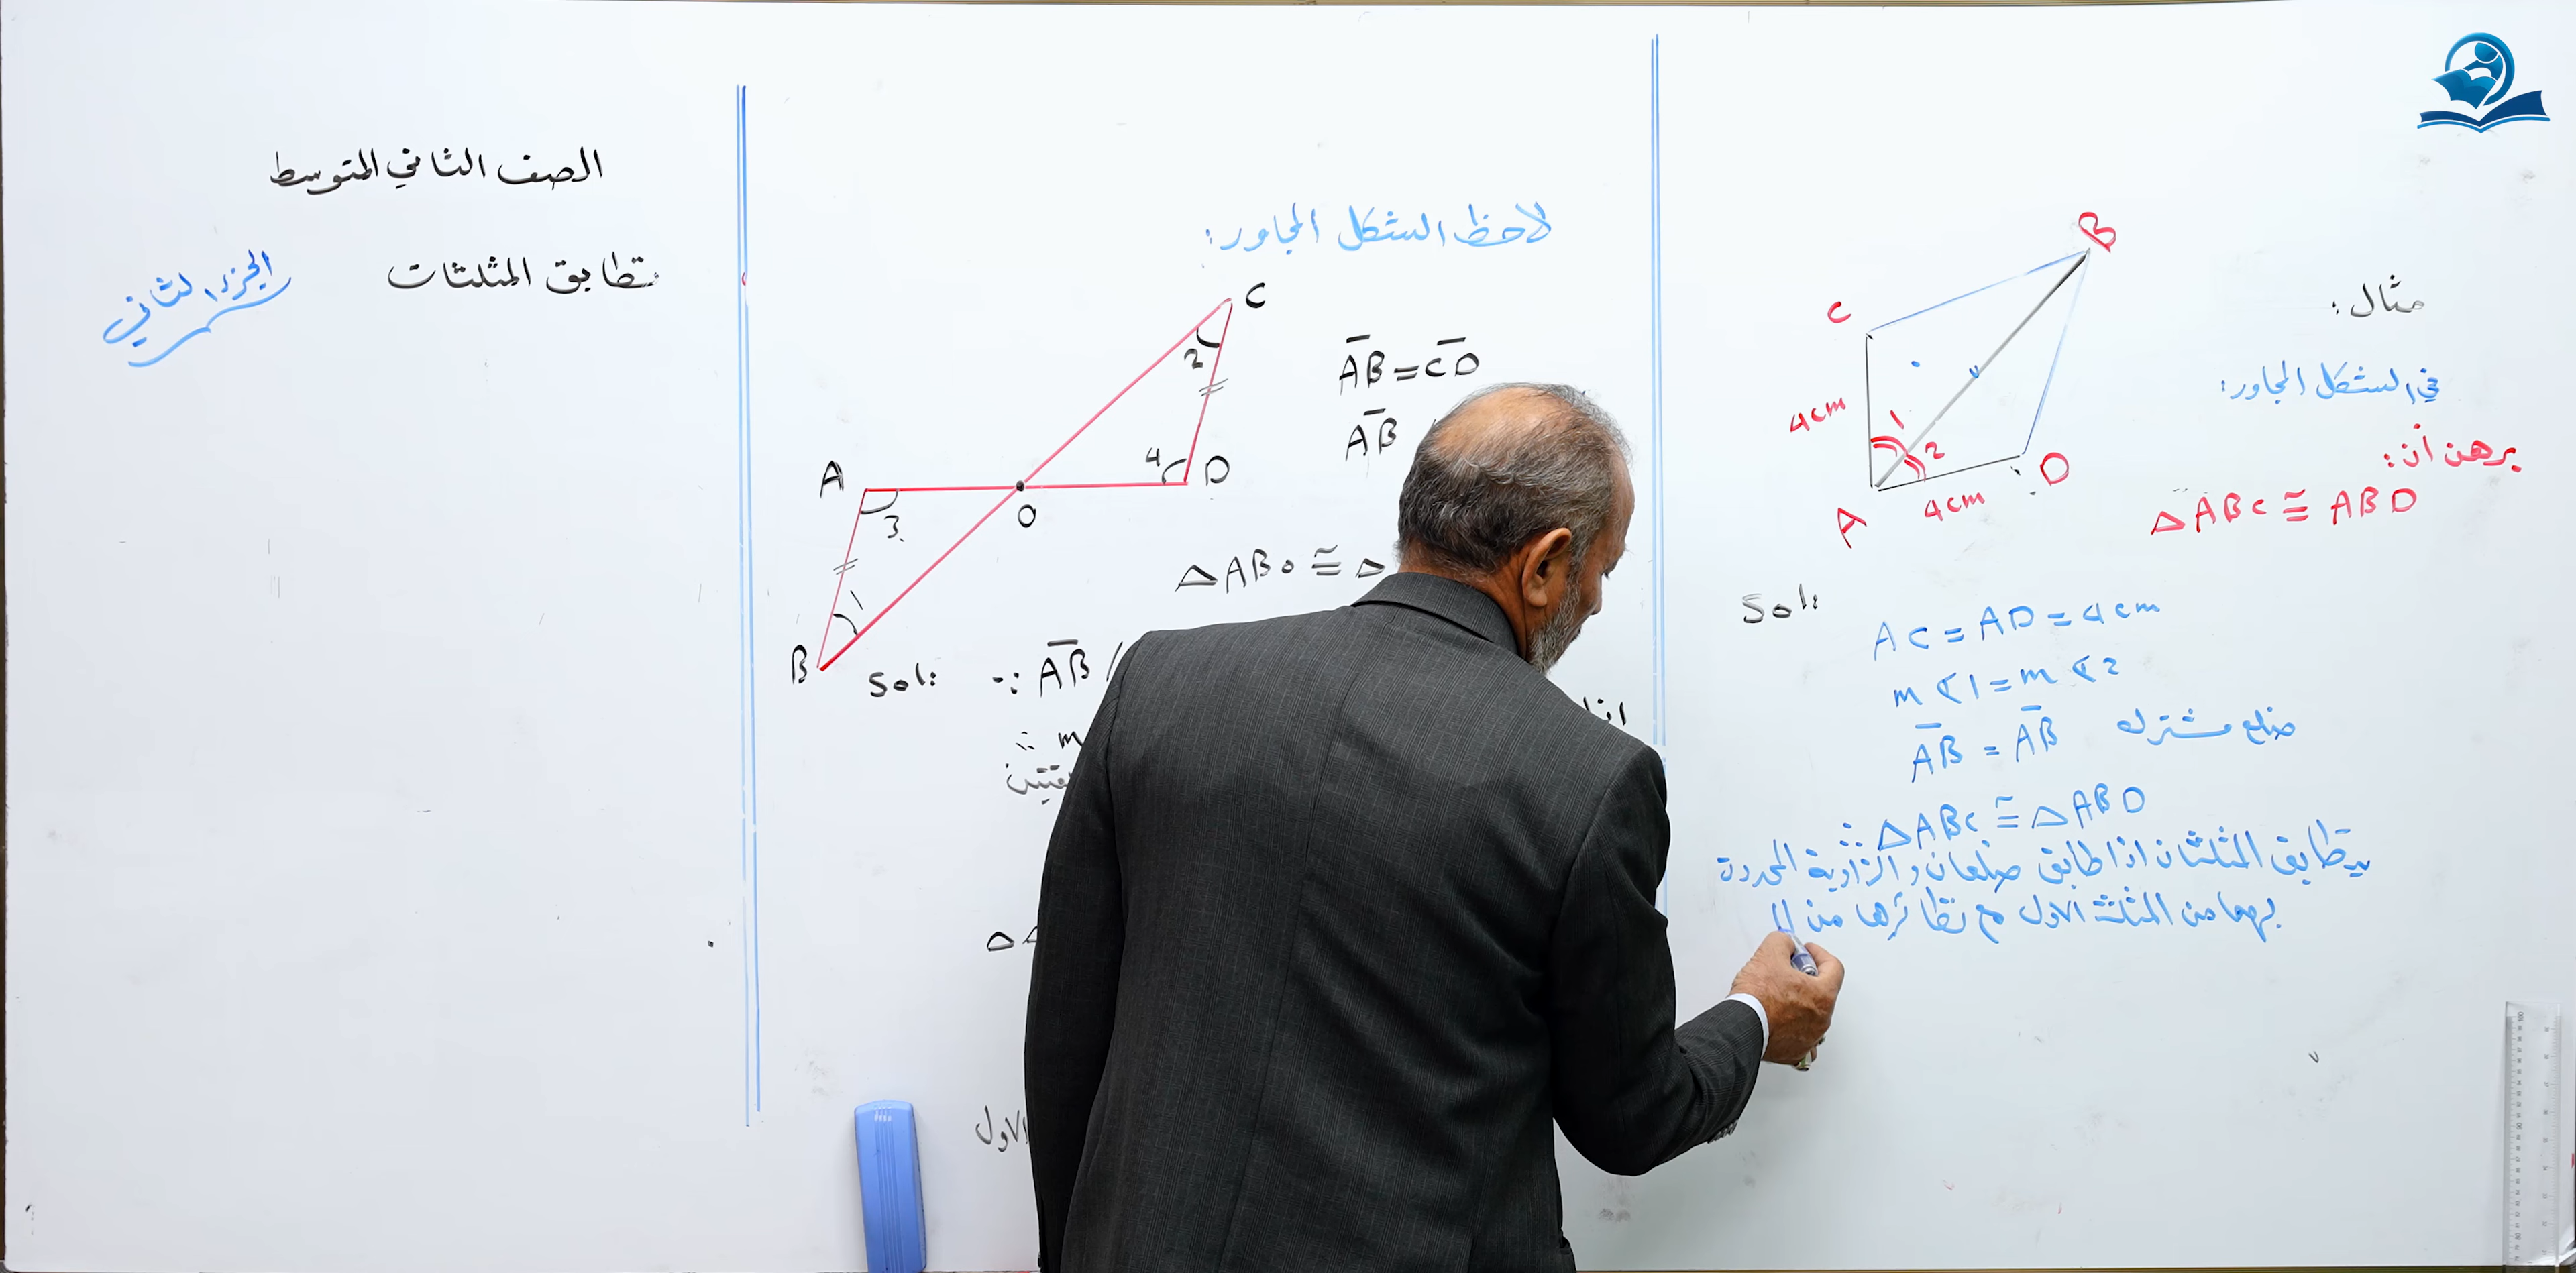 الصف الثاني المتوسط
تطابق المثلثات
الجزء الثاني
لاحظ الشكل المجاور:
C
2
A
4
D
3
O
1
B
AB = CD
AB
△ABO ≅ △
Sol: ∵ AB /
∴ m
△A
الاول
مثال:
في الشكل المجاور:
برهن أن:
△ABC ≅ ABD
B
C
4cm
1
2
D
4cm
A
Sol:
AC = AD = 4cm
m∢1 = m∢2
AB = AB ضلع مشترك
∴ △ABC ≅ △ABD
يتطابق المثلثان اذا طابق ضلعان والزاوية المحددة
بهما من المثلث الاول مع نظائرها من الـ